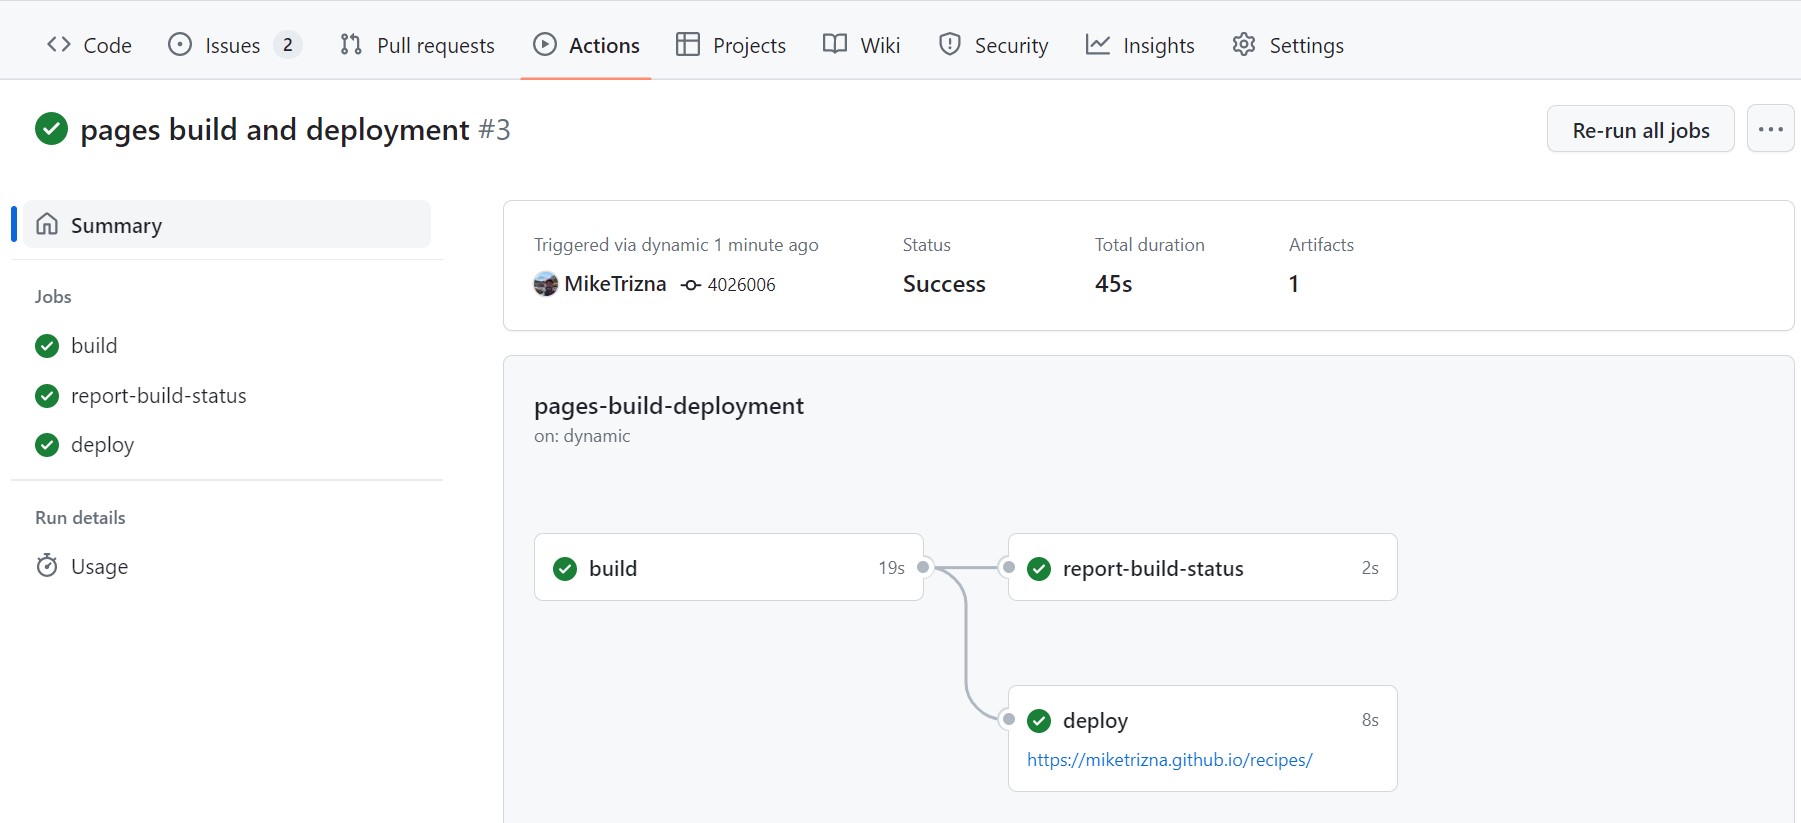 Code Issues 2 Pull requests Actions Projects Wiki Security Insights Settings
pages build and deployment #3
Re-run all jobs
Summary
Jobs
build
report-build-status
deploy
Run details
Usage
Triggered via dynamic 1 minute ago
MikeTrizna 4026006
Status
Success
Total duration
45s
Artifacts
1
pages-build-deployment
on: dynamic
build 19s
report-build-status 2s
deploy 8s
https://miketrizna.github.io/recipes/